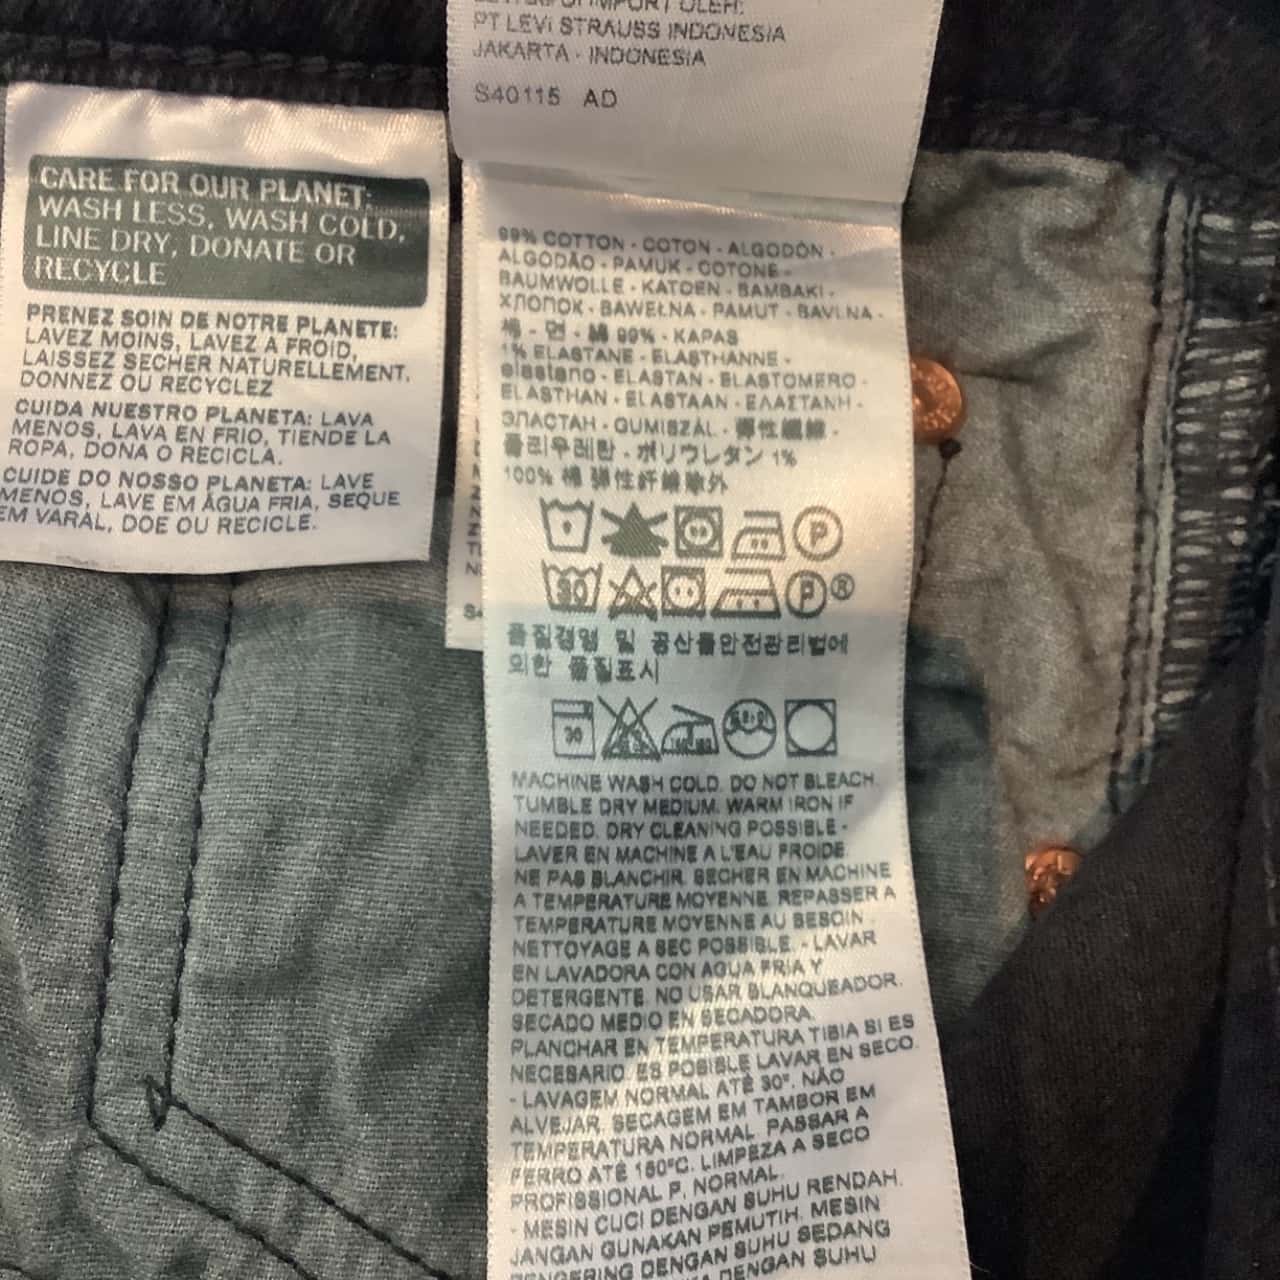 PT LEVI STRAUSS INDONESIA
JAKARTA - INDONESIA
S40115 AD
CARE FOR OUR PLANET:
WASH LESS, WASH COLD,
LINE DRY, DONATE OR
RECYCLE
PRENEZ SOIN DE NOTRE PLANETE:
LAVEZ MOINS, LAVEZ A FROID,
LAISSEZ SECHER NATURELLEMENT.
DONNEZ OU RECYCLEZ
CUIDA NUESTRO PLANETA: LAVA
MENOS, LAVA EN FRIO, TIENDE LA
ROPA, DONA O RECICLA.
CUIDE DO NOSSO PLANETA: LAVE
MENOS, LAVE EM ÁGUA FRIA, SEQUE
EM VARAL, DOE OU RECICLE.
99% COTTON - COTON - ALGODÓN -
ALGODÃO - PAMUK - COTONE -
BAUMWOLLE - KATOEN - BAMBAKI -
ХЛОПОК - BAWEŁNA - PAMUT - BAVLNA -
棉 - 면 - 綿 99% - KAPAS
1% ELASTANE - ELASTHANNE -
elastano - ELASTAN - ELASTOMERO -
ELASTHAN - ELASTAAN - ΕΛΑΣΤΑΝΗ -
ЭЛАСТАН - GUMISZÁL - 弹性纖維 -
폴리우레탄 - ポリウレタン 1%
100% 棉 弹性纤维除外
P
30 P ®
품질경영 및 공산품안전관리법에
의한 품질표시
30
MACHINE WASH COLD. DO NOT BLEACH.
TUMBLE DRY MEDIUM. WARM IRON IF
NEEDED. DRY CLEANING POSSIBLE -
LAVER EN MACHINE A L'EAU FROIDE.
NE PAS BLANCHIR. SECHER EN MACHINE
A TEMPERATURE MOYENNE. REPASSER A
TEMPERATURE MOYENNE AU BESOIN.
NETTOYAGE A SEC POSSIBLE. - LAVAR
EN LAVADORA CON AGUA FRIA Y
DETERGENTE. NO USAR BLANQUEADOR.
SECADO MEDIO EN SECADORA.
PLANCHAR EN TEMPERATURA TIBIA SI ES
NECESARIO. ES POSIBLE LAVAR EN SECO.
- LAVAGEM NORMAL ATÉ 30°. NÃO
ALVEJAR. SECAGEM EM TAMBOR EM
TEMPERATURA NORMAL. PASSAR A
FERRO ATÉ 150°C. LIMPEZA A SECO
PROFISSIONAL P, NORMAL.
- MESIN CUCI DENGAN SUHU RENDAH.
JANGAN GUNAKAN PEMUTIH. MESIN
PENGERING DENGAN SUHU SEDANG
DENGAN SUHU